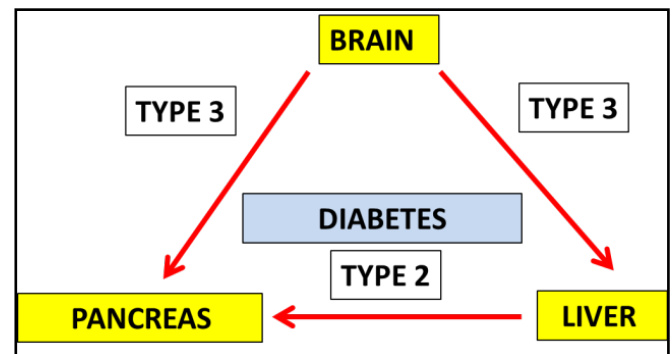 BRAIN
TYPE 3
TYPE 3
DIABETES
TYPE 2
PANCREAS
LIVER